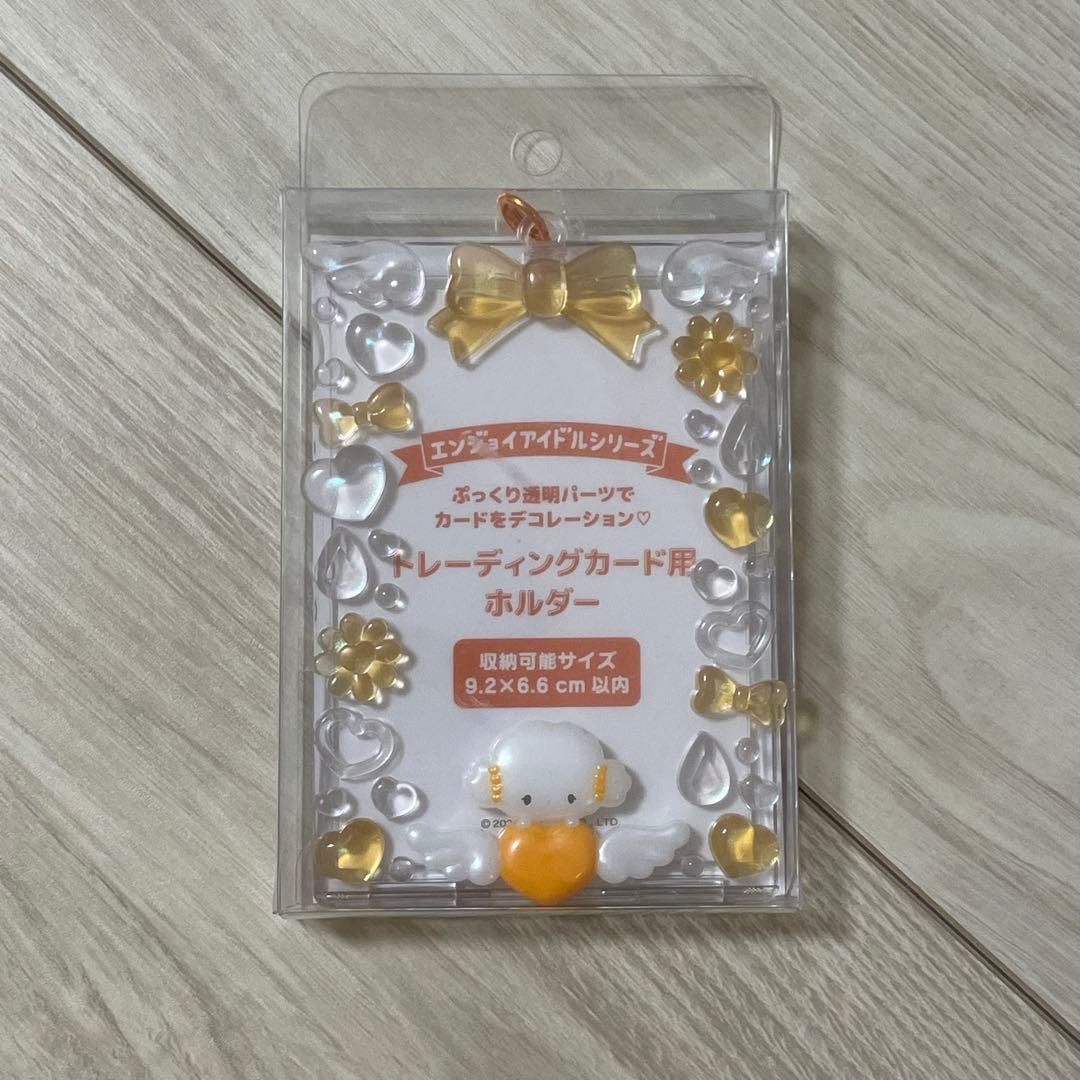 エンジョイアイドルシリーズ
ぷっくり透明パーツで
カードをデコレーション♡
トレーディングカード用
ホルダー
収納可能サイズ
9.2×6.6 cm 以内
LTD.